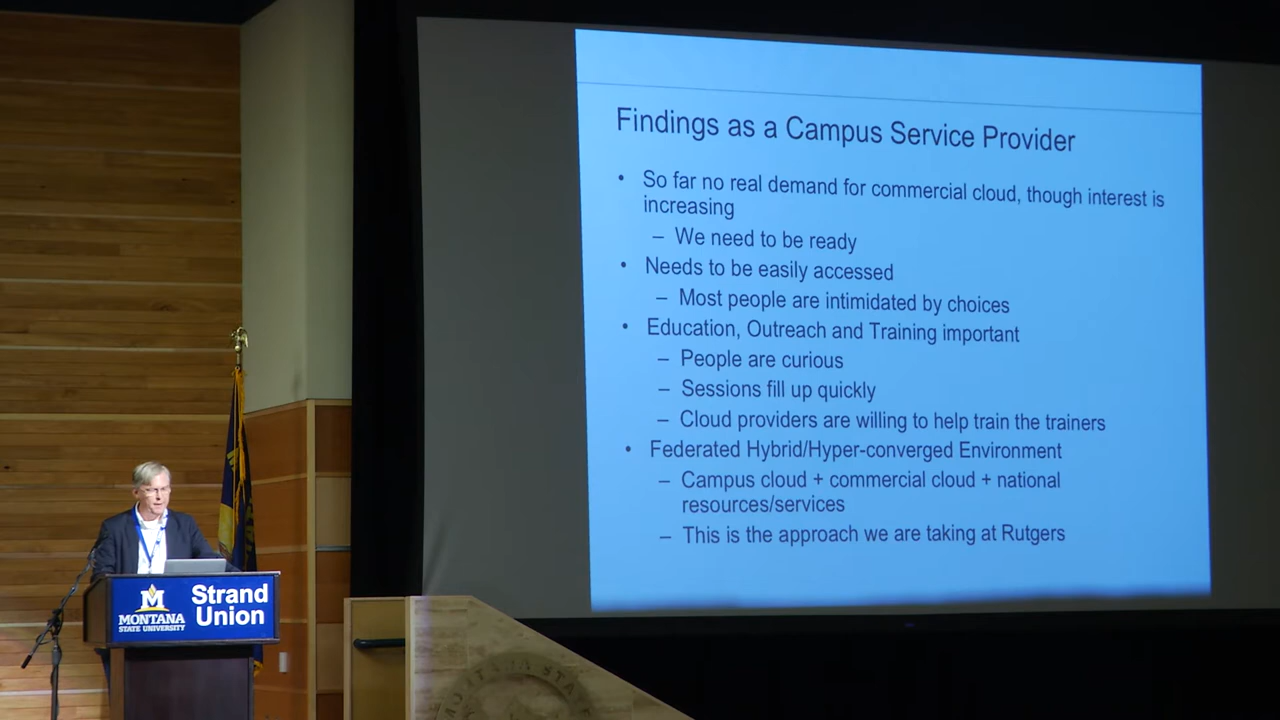 Findings as a Campus Service Provider
• So far no real demand for commercial cloud, though interest is
increasing
– We need to be ready
• Needs to be easily accessed
– Most people are intimidated by choices
• Education, Outreach and Training important
– People are curious
– Sessions fill up quickly
– Cloud providers are willing to help train the trainers
• Federated Hybrid/Hyper-converged Environment
– Campus cloud + commercial cloud + national
resources/services
– This is the approach we are taking at Rutgers
M
MONTANA
STATE UNIVERSITY
Strand
Union